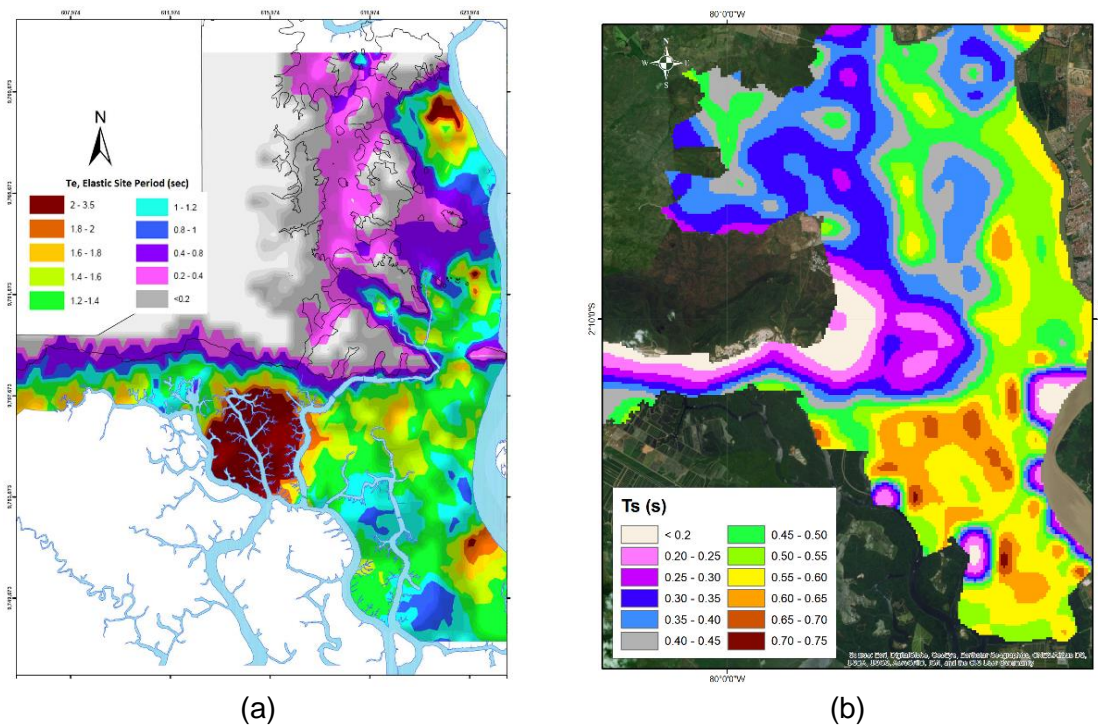 80°0'0"W
N
N
W E
S
Te, Elastic Site Period (sec)
2 - 3.5
1 - 1.2
1.8 - 2
0.8 - 1
1.6 - 1.8
0.4 - 0.8
1.4 - 1.6
0.2 - 0.4
1.2 -1.4
<0.2
2°10'0"S
Ts (s)
< 0.2
0.45 - 0.50
0.20 - 0.25
0.50 - 0.55
0.25 - 0.30
0.55 - 0.60
0.30 - 0.35
0.60 - 0.65
0.35 - 0.40
0.65 - 0.70
0.40 - 0.45
0.70 - 0.75
80°0'0"W
(a)
(b)